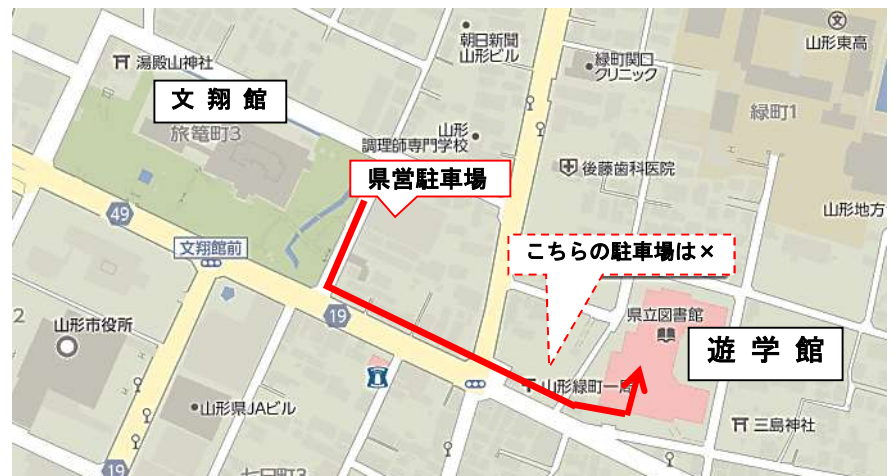 朝日新聞
山形ビル
山形東高
湯殿山神社
緑町関口
クリニック
文翔館
旅篭町3
緑町1
山形
調理師専門学校
後藤歯科医院
県営駐車場
山形地方
49
文翔館前
こちらの駐車場は×
2
山形市役所
19
県立図書館
遊学館
山形緑町一局
山形県JAビル
三島神社
19
七日町3